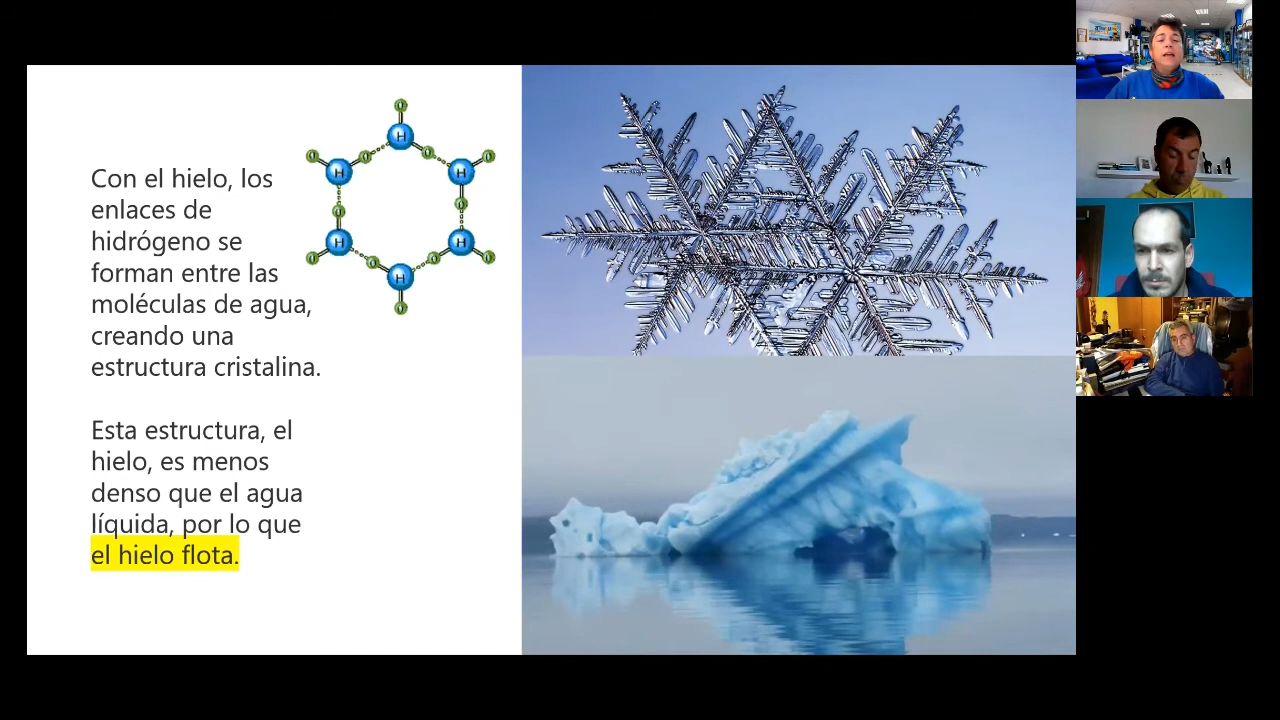 Con el hielo, los
enlaces de
hidrógeno se
forman entre las
moléculas de agua,
creando una
estructura cristalina.
Esta estructura, el
hielo, es menos
denso que el agua
líquida, por lo que
el hielo flota.
O
H
O
O
O
O
H
H
O
O
O
H
H
O
O
O
O
H
O